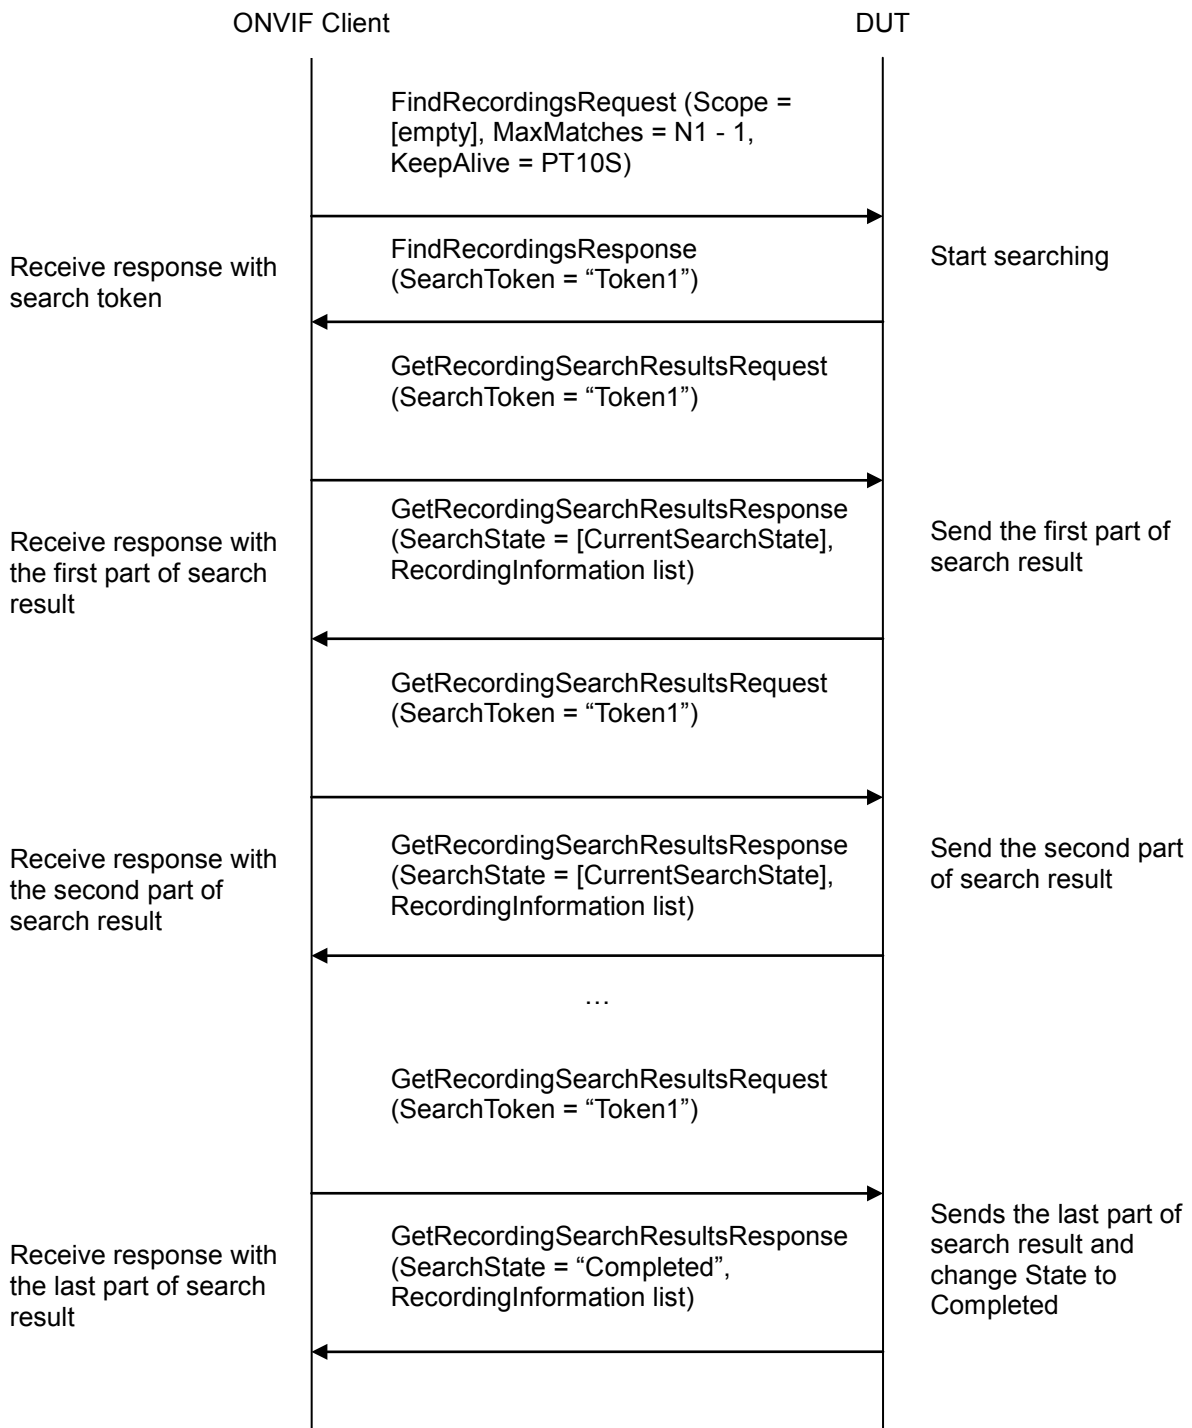 ONVIF Client
DUT
FindRecordingsRequest (Scope =
[empty], MaxMatches = N1 - 1,
KeepAlive = PT10S)
Receive response with
search token
FindRecordingsResponse
(SearchToken = “Token1”)
Start searching
GetRecordingSearchResultsRequest
(SearchToken = “Token1”)
Receive response with
the first part of search
result
GetRecordingSearchResultsResponse
(SearchState = [CurrentSearchState],
RecordingInformation list)
Send the first part of
search result
GetRecordingSearchResultsRequest
(SearchToken = “Token1”)
Receive response with
the second part of
search result
GetRecordingSearchResultsResponse
(SearchState = [CurrentSearchState],
RecordingInformation list)
Send the second part
of search result
…
GetRecordingSearchResultsRequest
(SearchToken = “Token1”)
Receive response with
the last part of search
result
GetRecordingSearchResultsResponse
(SearchState = “Completed”,
RecordingInformation list)
Sends the last part of
search result and
change State to
Completed